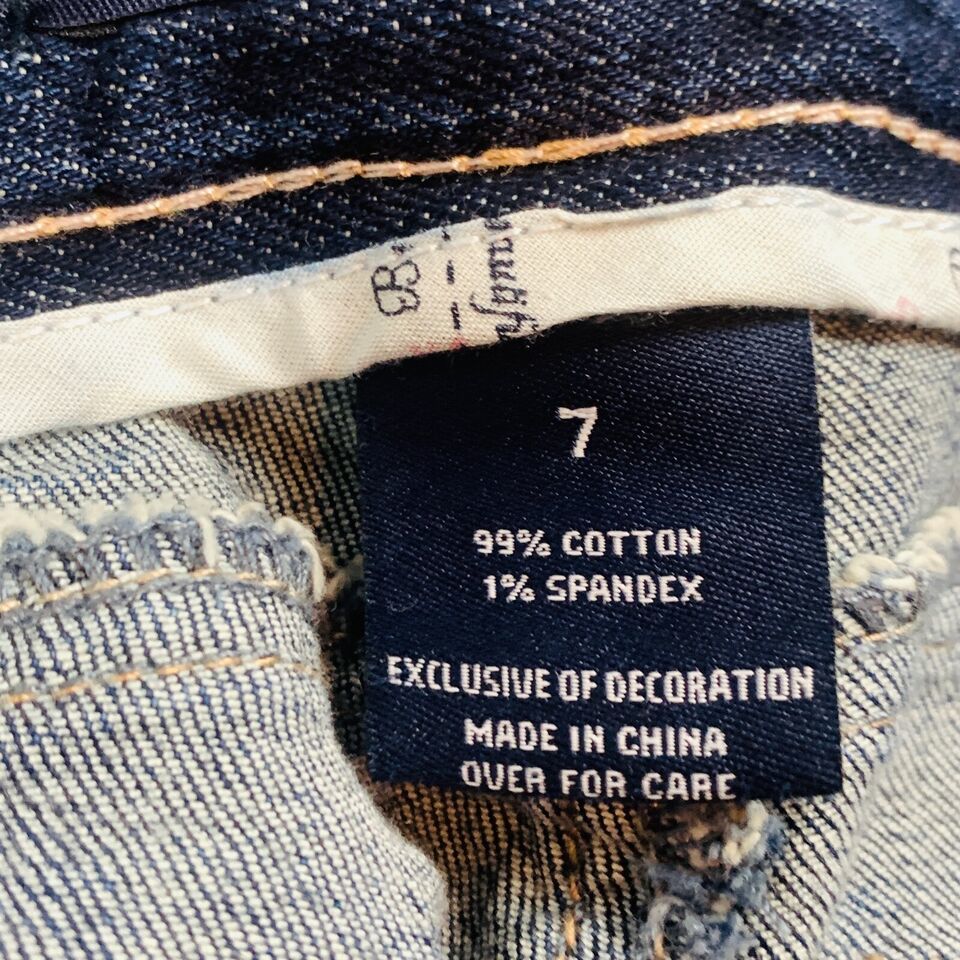 7
99% COTTON
1% SPANDEX
EXCLUSIVE OF DECORATION
MADE IN CHINA
OVER FOR CARE